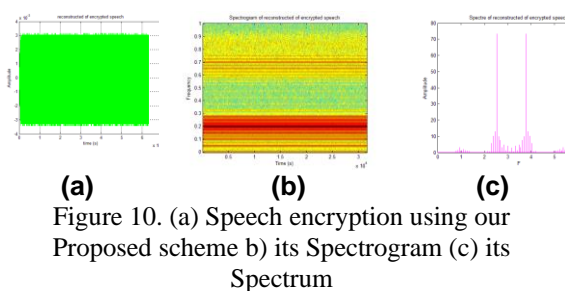 reconstructed of encrypted speech
Spectrogram of reconstructed of encrypted speech
Spectre of reconstructed of encrypted spee
Amplitude
time (s)
Frequency
Time (s)
Amplitude
F
(a)
(b)
(c)
Figure 10. (a) Speech encryption using our
Proposed scheme b) its Spectrogram (c) its
Spectrum